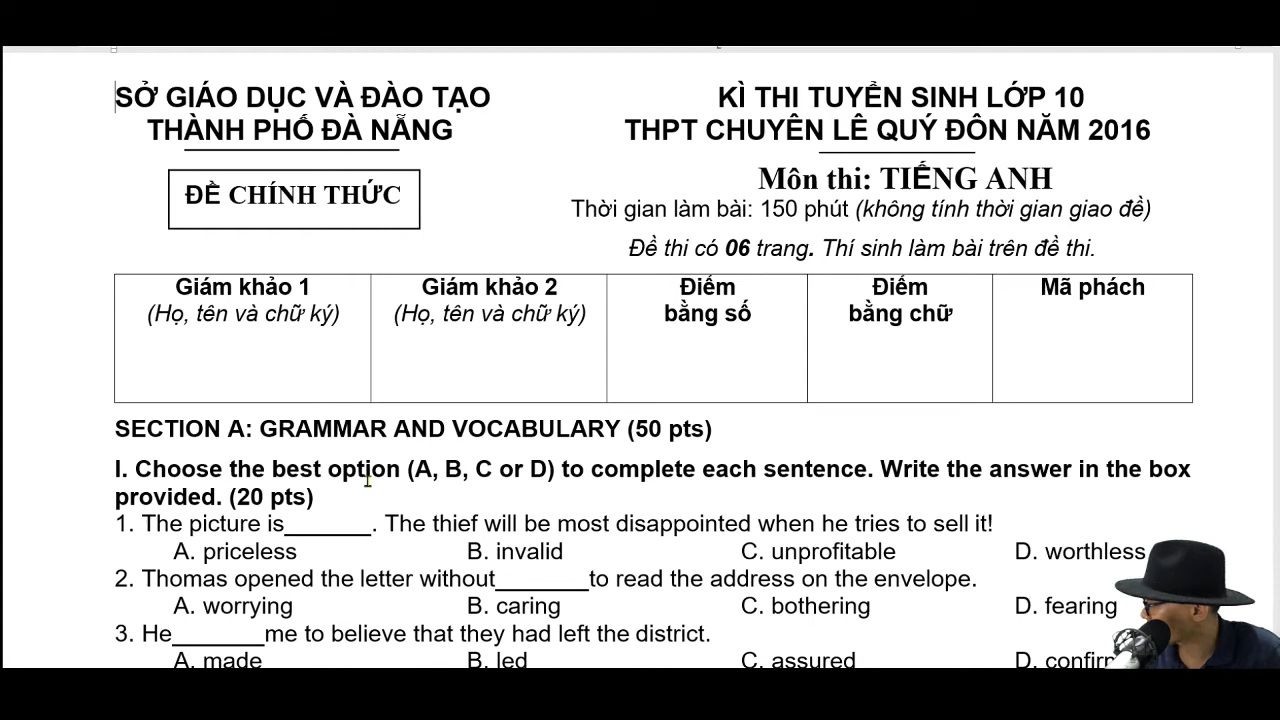 SỞ GIÁO DỤC VÀ ĐÀO TẠO
THÀNH PHỐ ĐÀ NẴNG
ĐỀ CHÍNH THỨC
KÌ THI TUYỂN SINH LỚP 10
THPT CHUYÊN LÊ QUÝ ĐÔN NĂM 2016
Môn thi: TIẾNG ANH
Thời gian làm bài: 150 phút (không tính thời gian giao đề)
Đề thi có 06 trang. Thí sinh làm bài trên đề thi.
Giám khảo 1
(Họ, tên và chữ ký)
Giám khảo 2
(Họ, tên và chữ ký)
Điểm
bằng số
Điểm
bằng chữ
Mã phách
SECTION A: GRAMMAR AND VOCABULARY (50 pts)
I. Choose the best option (A, B, C or D) to complete each sentence. Write the answer in the box
provided. (20 pts)
1. The picture is_______. The thief will be most disappointed when he tries to sell it!
A. priceless B. invalid C. unprofitable D. worthless
2. Thomas opened the letter without_______to read the address on the envelope.
A. worrying B. caring C. bothering D. fearing
3. He_______me to believe that they had left the district.
A. made B. led C. assured D.